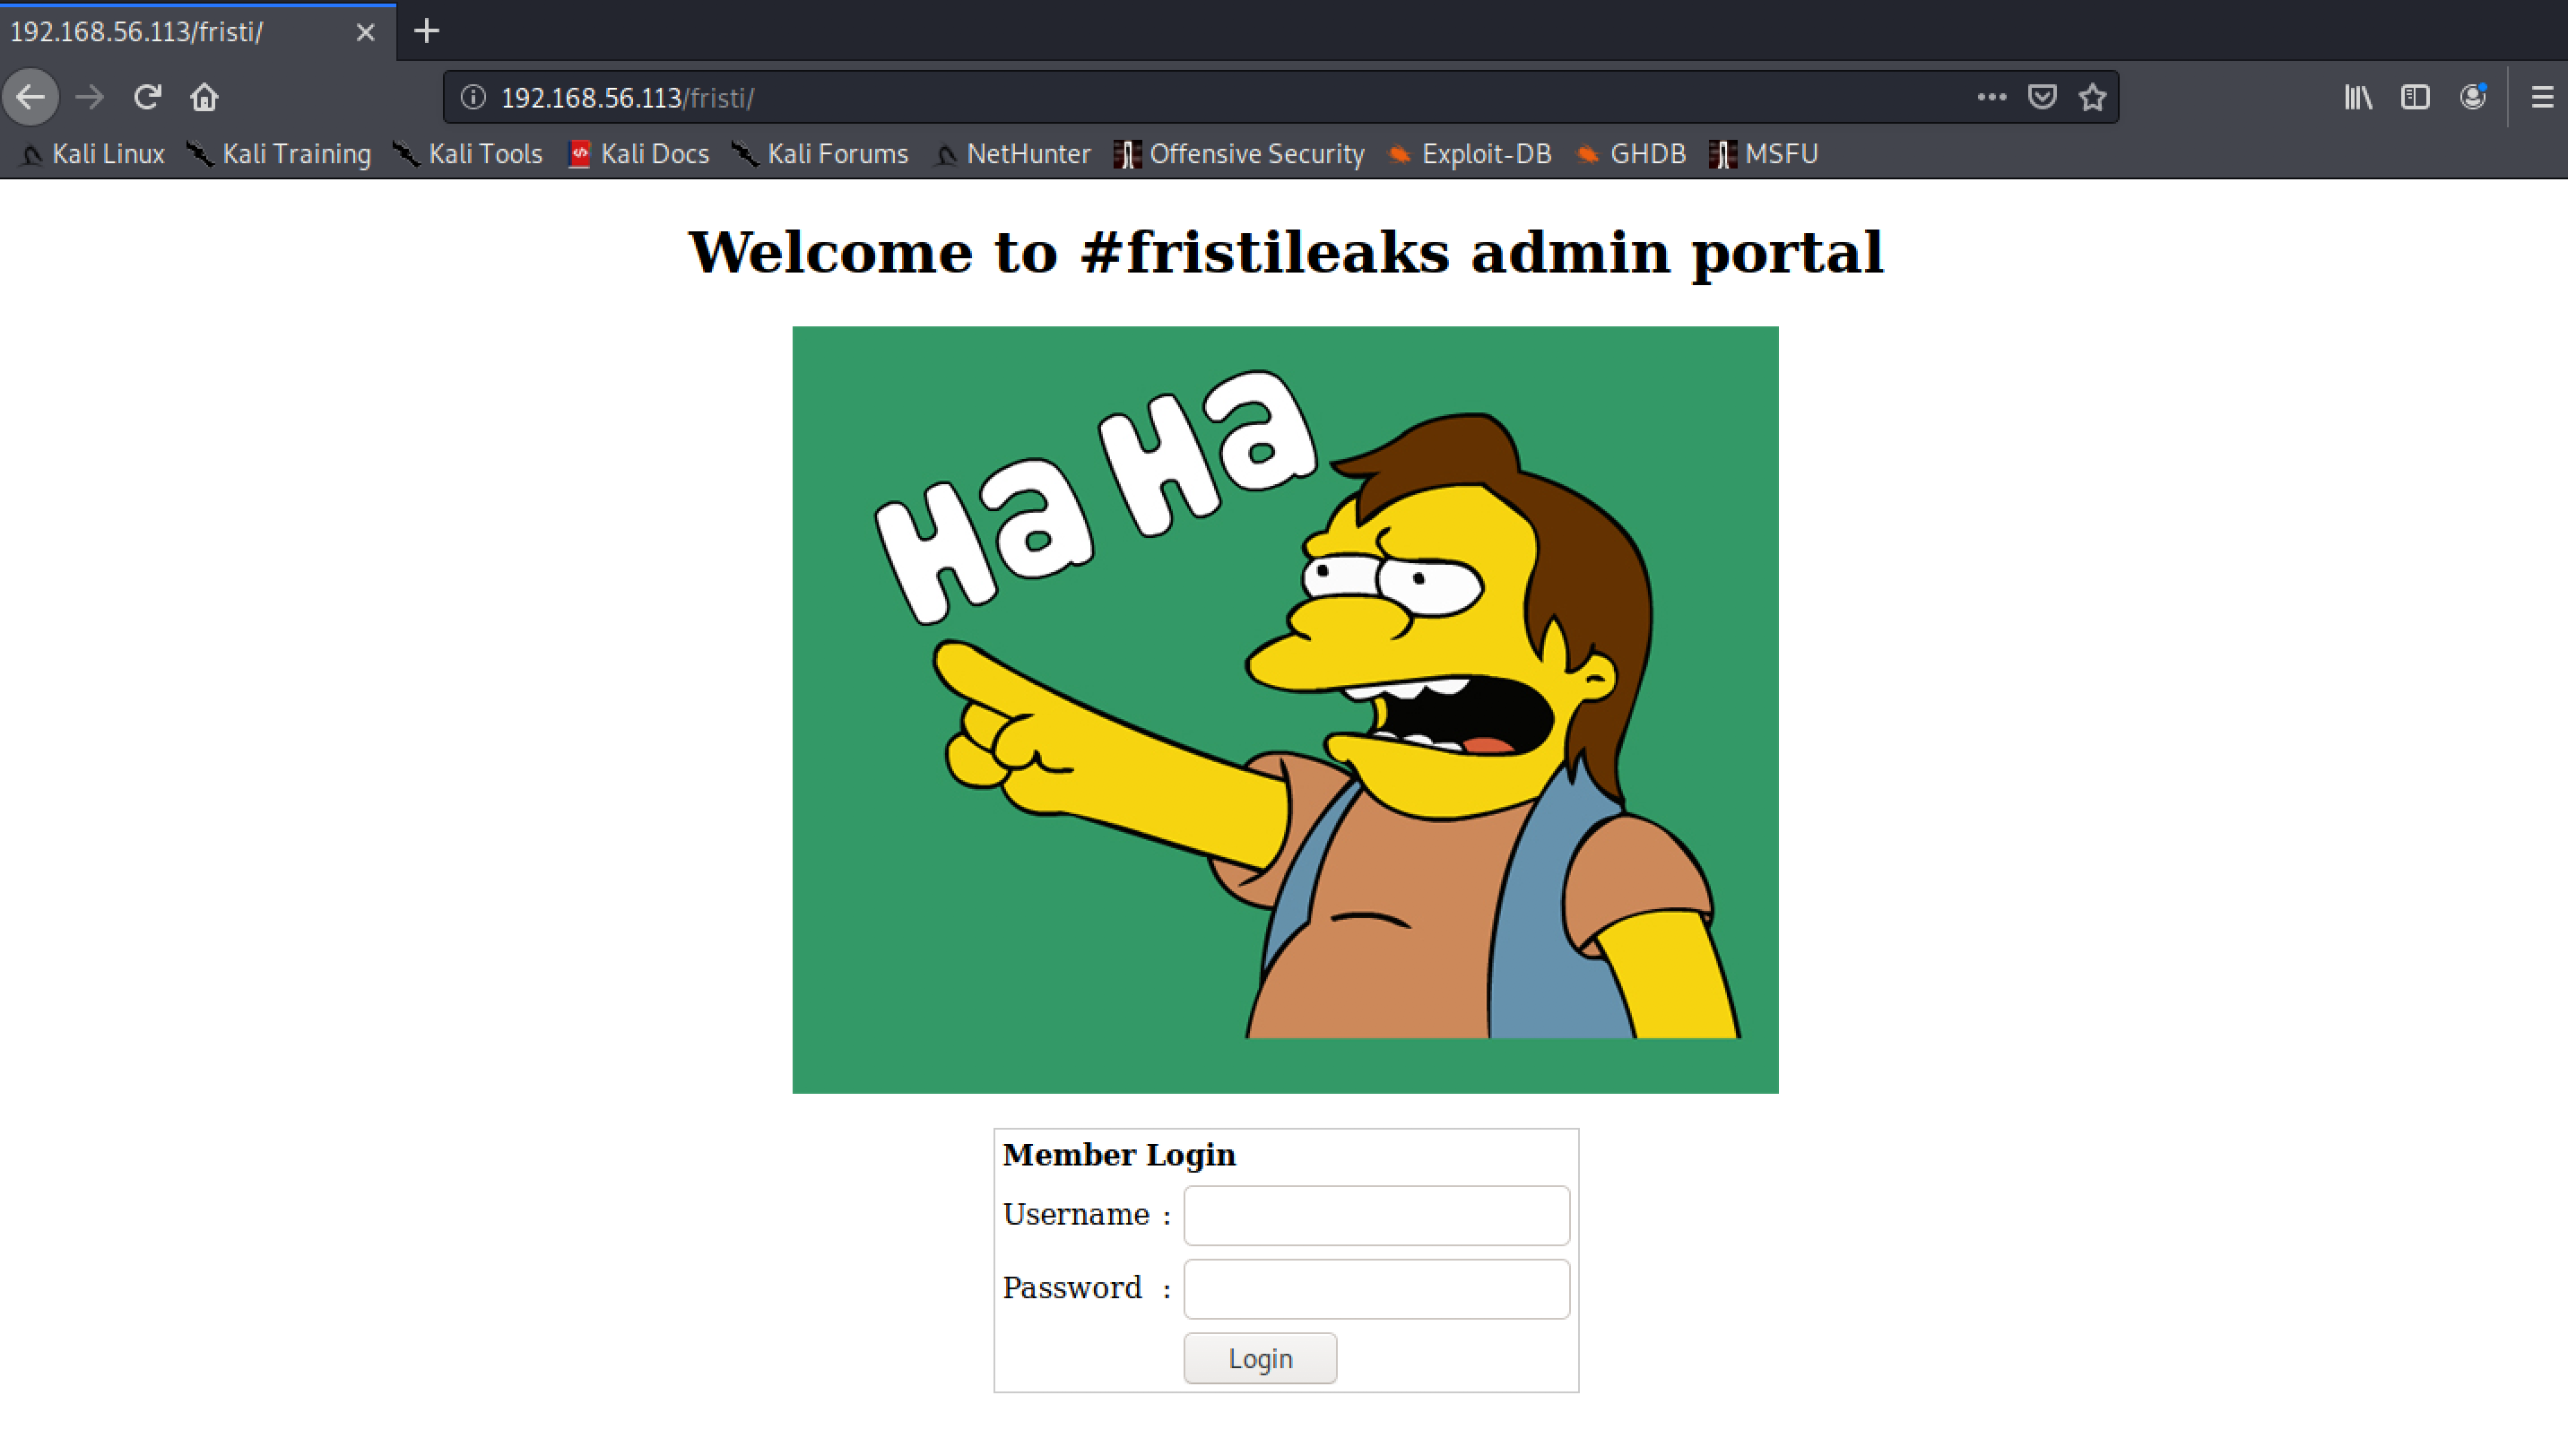 192.168.56.113/fristi/
192.168.56.113/fristi/
Kali Linux Kali Training Kali Tools Kali Docs Kali Forums NetHunter Offensive Security Exploit-DB GHDB MSFU
Welcome to #fristileaks admin portal
Ha Ha
Member Login
Username :
Password :
Login